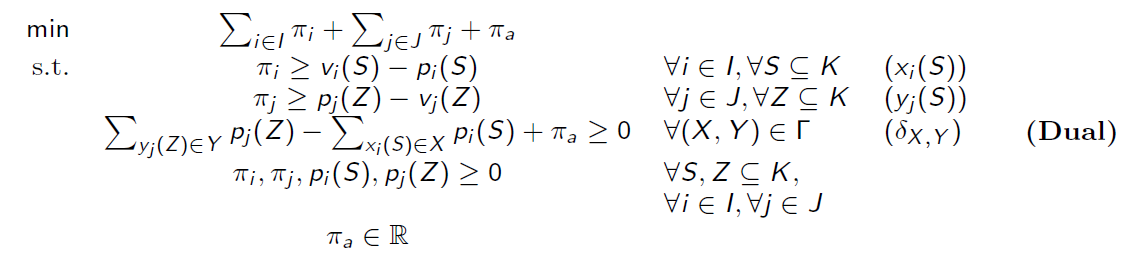 min ∑_{i∈I} π_i + ∑_{j∈J} π_j + π_a
s.t. π_i ≥ v_i(S) − p_i(S) ∀i ∈ I, ∀S ⊆ K (x_i(S))
π_j ≥ p_j(Z) − v_j(Z) ∀j ∈ J, ∀Z ⊆ K (y_j(S))
∑_{y_j(Z)∈Y} p_j(Z) − ∑_{x_i(S)∈X} p_i(S) + π_a ≥ 0 ∀(X, Y) ∈ Γ (δ_{X,Y}) (Dual)
π_i, π_j, p_i(S), p_j(Z) ≥ 0 ∀S, Z ⊆ K,
∀i ∈ I, ∀j ∈ J
π_a ∈ ℝ